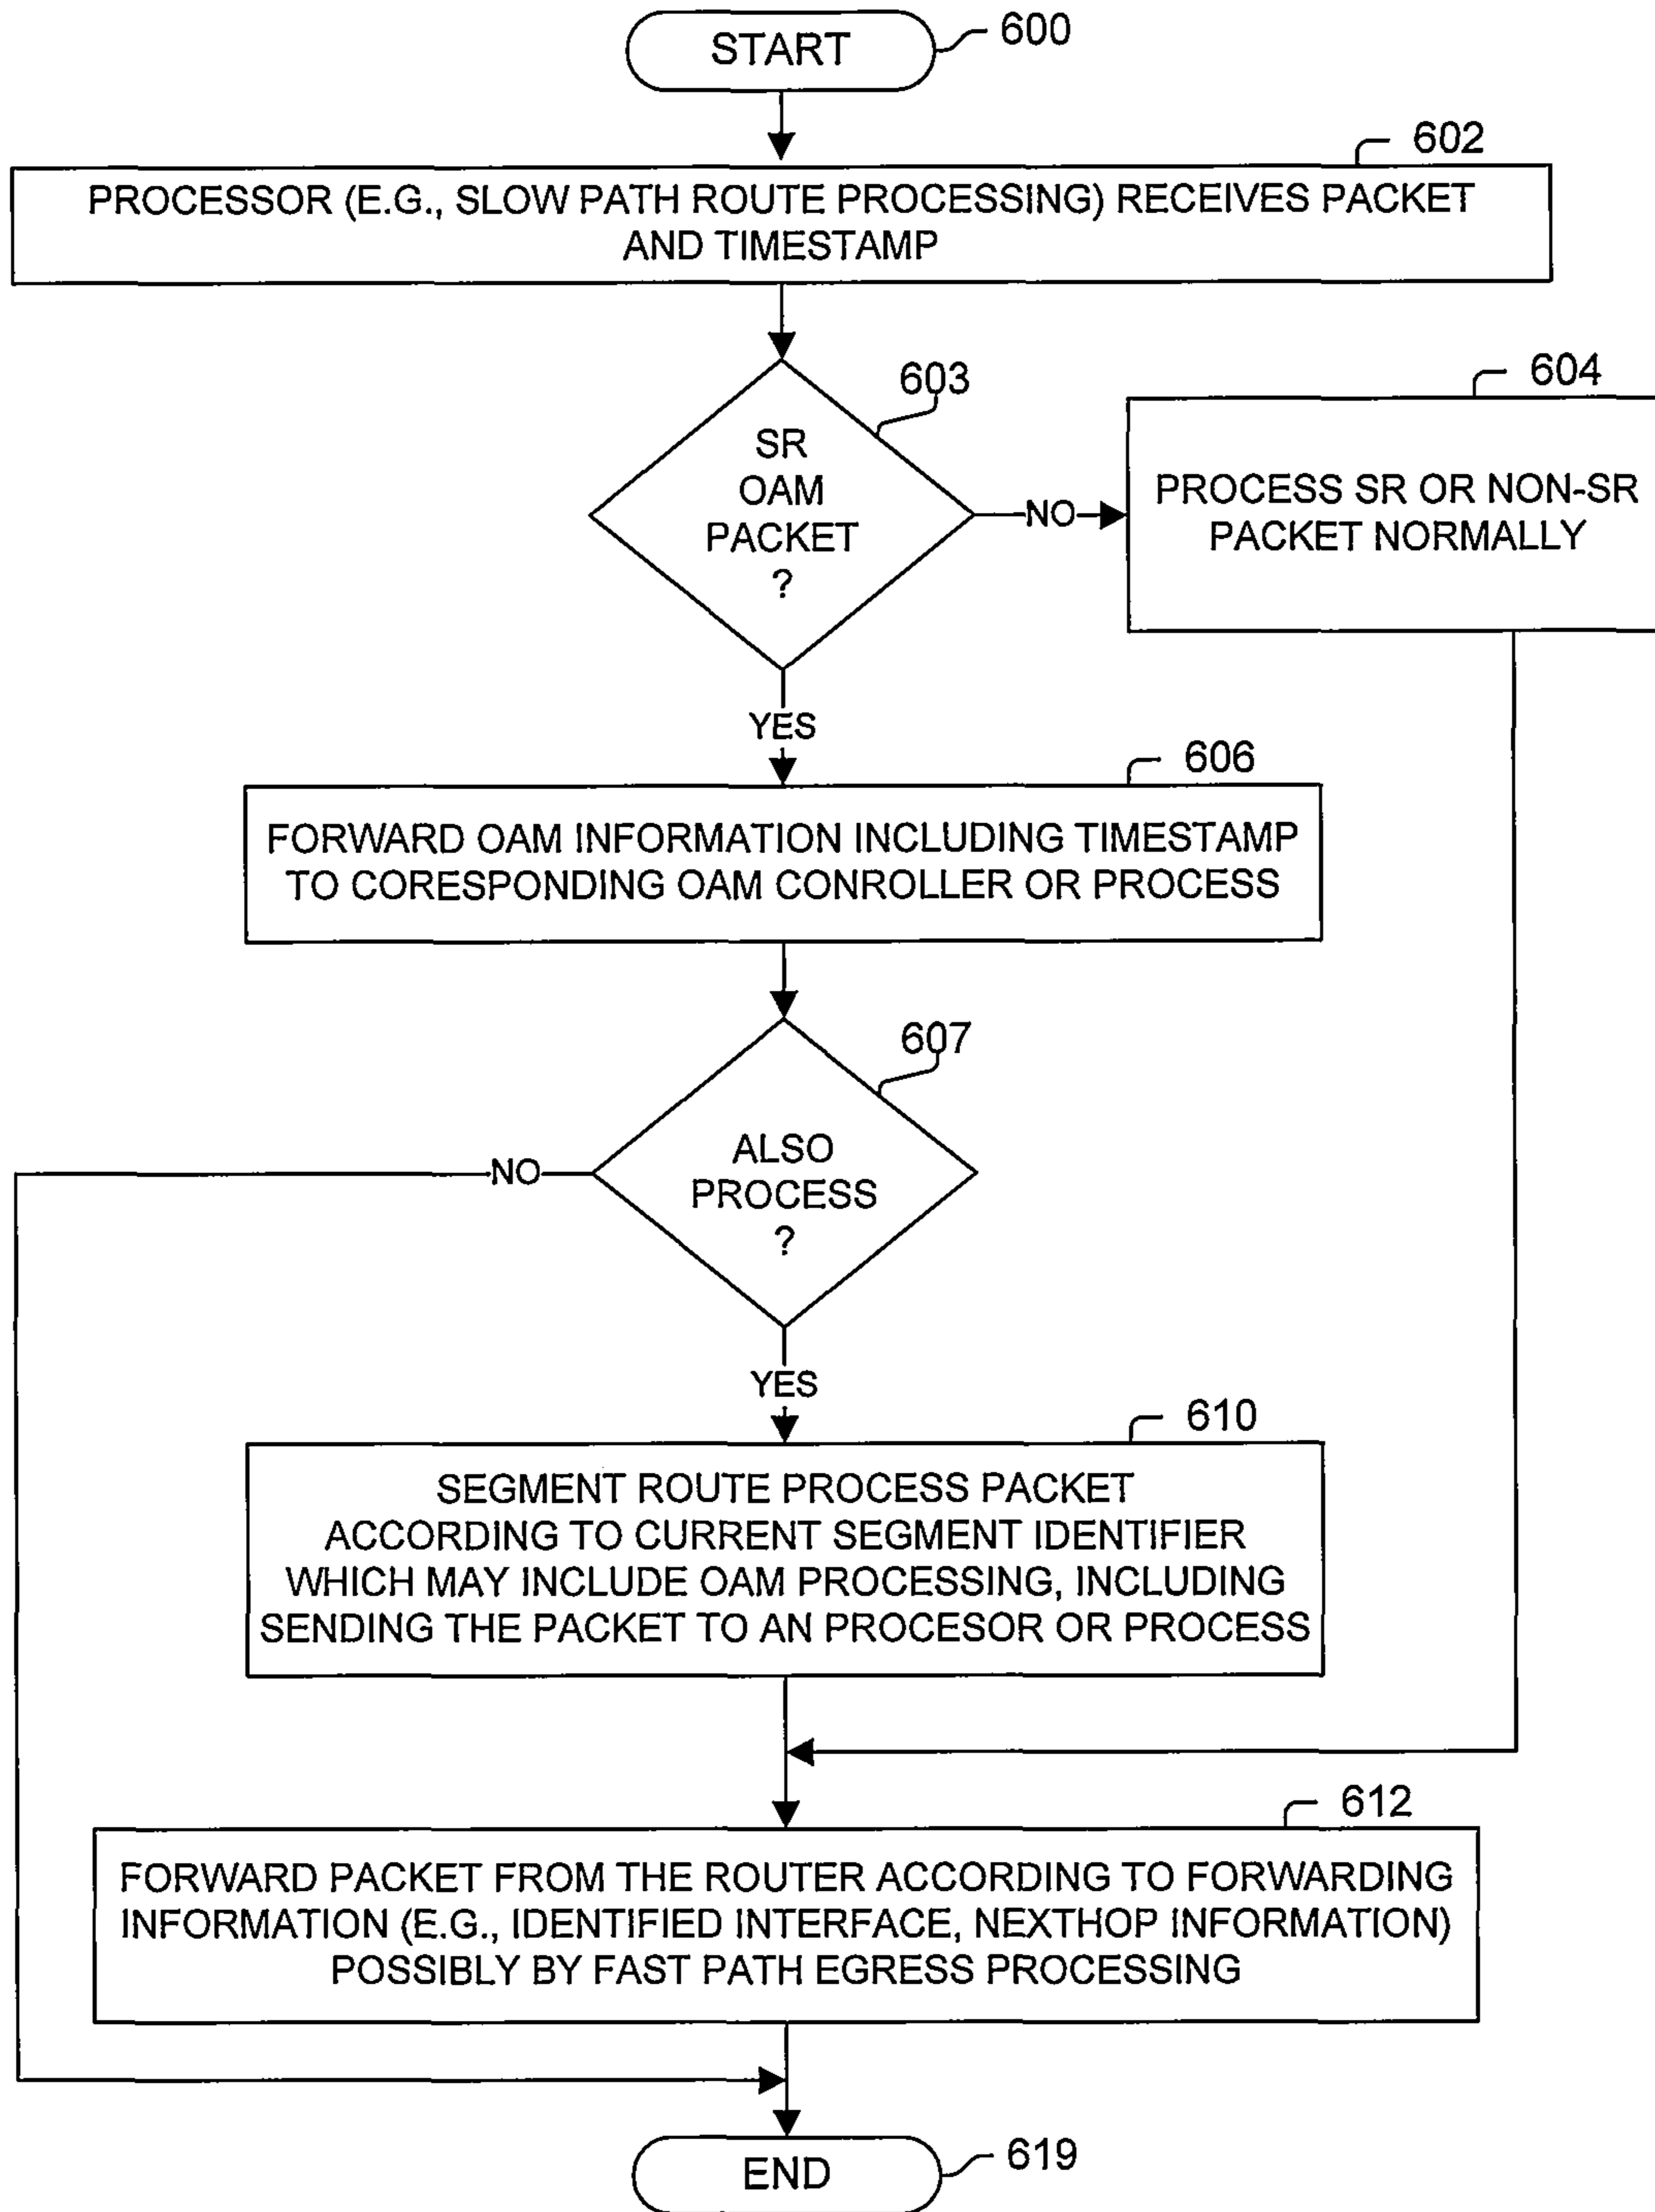 START
600
602
PROCESSOR (E.G., SLOW PATH ROUTE PROCESSING) RECEIVES PACKET
AND TIMESTAMP
603
SR
OAM
PACKET
?
NO
604
PROCESS SR OR NON-SR
PACKET NORMALLY
YES
606
FORWARD OAM INFORMATION INCLUDING TIMESTAMP
TO CORESPONDING OAM CONROLLER OR PROCESS
607
ALSO
PROCESS
?
NO
YES
610
SEGMENT ROUTE PROCESS PACKET
ACCORDING TO CURRENT SEGMENT IDENTIFIER
WHICH MAY INCLUDE OAM PROCESSING, INCLUDING
SENDING THE PACKET TO AN PROCESOR OR PROCESS
612
FORWARD PACKET FROM THE ROUTER ACCORDING TO FORWARDING
INFORMATION (E.G., IDENTIFIED INTERFACE, NEXTHOP INFORMATION)
POSSIBLY BY FAST PATH EGRESS PROCESSING
END
619